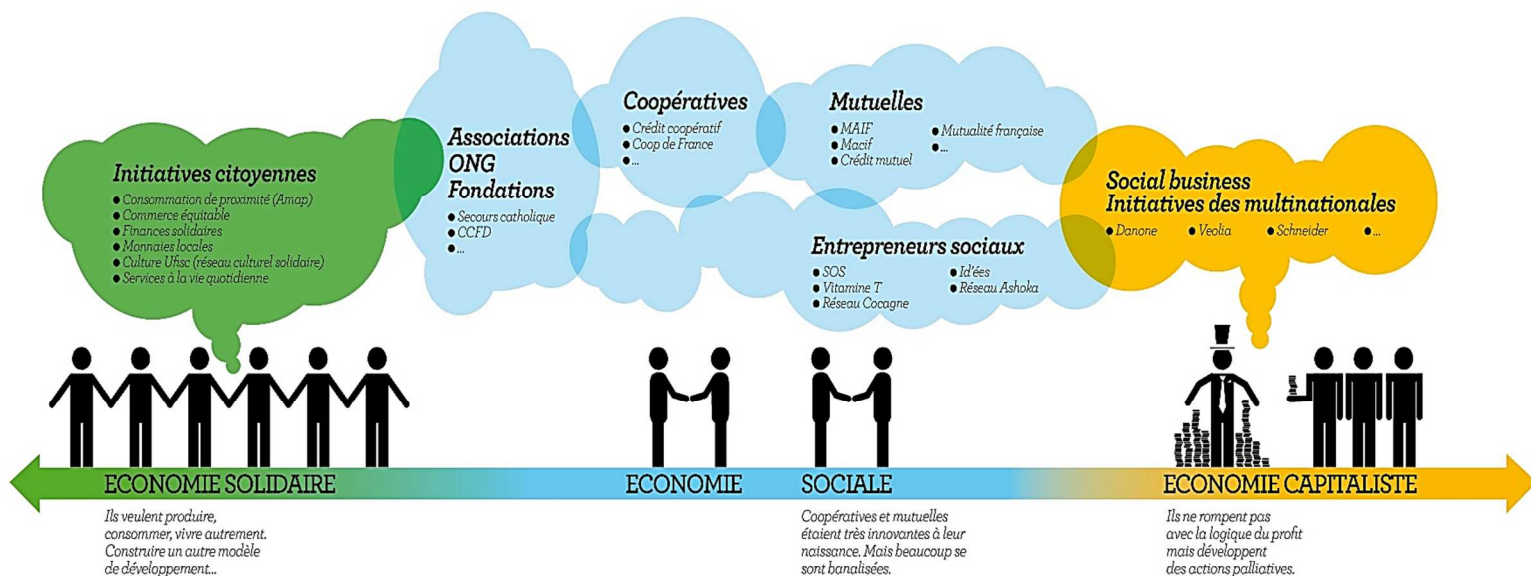 Initiatives citoyennes
● Consommation de proximité (Amap)
● Commerce équitable
● Finances solidaires
● Monnaies locales
● Culture Ufisc (réseau culturel solidaire)
● Services à la vie quotidienne
Associations
ONG
Fondations
● Secours catholique
● CCFD
● ...
Coopératives
● Crédit coopératif
● Coop de France
● ...
Mutuelles
● MAIF
● Macif
● Crédit mutuel
● Mutualité française
● ...
Entrepreneurs sociaux
● SOS
● Vitamine T
● Réseau Cocagne
● Id'ées
● Réseau Ashoka
Social business
Initiatives des multinationales
● Danone ● Veolia ● Schneider ● ...
ECONOMIE SOLIDAIRE
Ils veulent produire,
consommer, vivre autrement.
Construire un autre modèle
de développement...
ECONOMIE SOCIALE
Coopératives et mutuelles
étaient très innovantes à leur
naissance. Mais beaucoup se
sont banalisées.
ECONOMIE CAPITALISTE
Ils ne rompent pas
avec la logique du profit
mais développent
des actions palliatives.